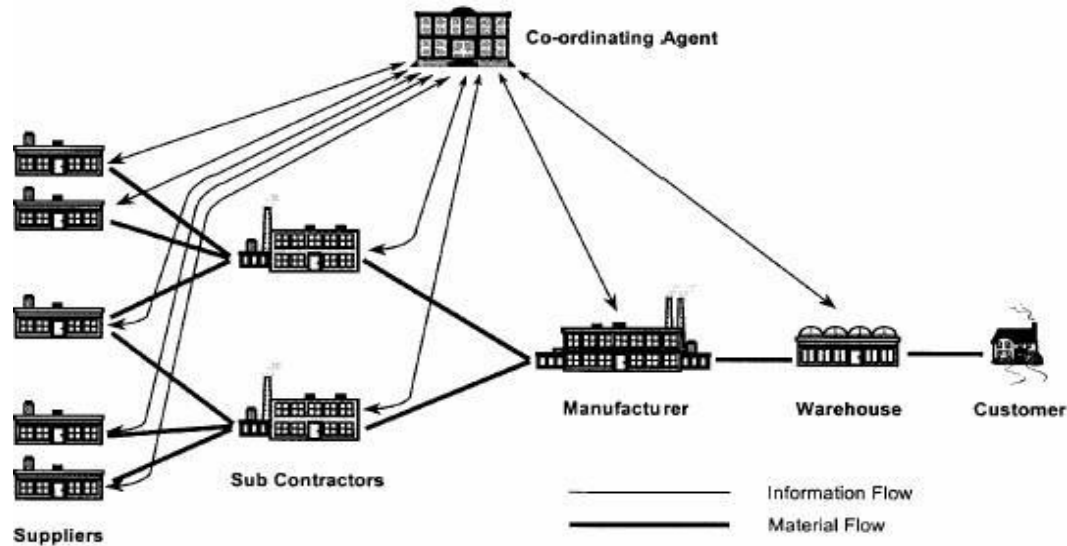 Co-ordinating Agent
Manufacturer
Warehouse
Customer
Sub Contractors
Information Flow
Material Flow
Suppliers